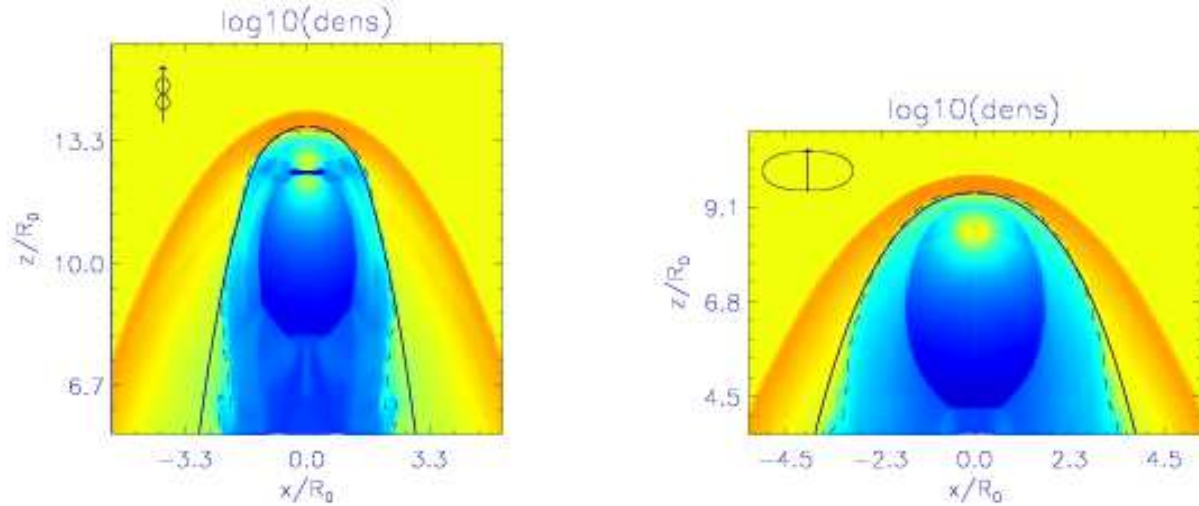 log10(dens)
13.3
10.0
6.7
z/R₀
−3.3 0.0 3.3
x/R₀
log10(dens)
9.1
6.8
4.5
z/R₀
−4.5 −2.3 0.0 2.3 4.5
x/R₀